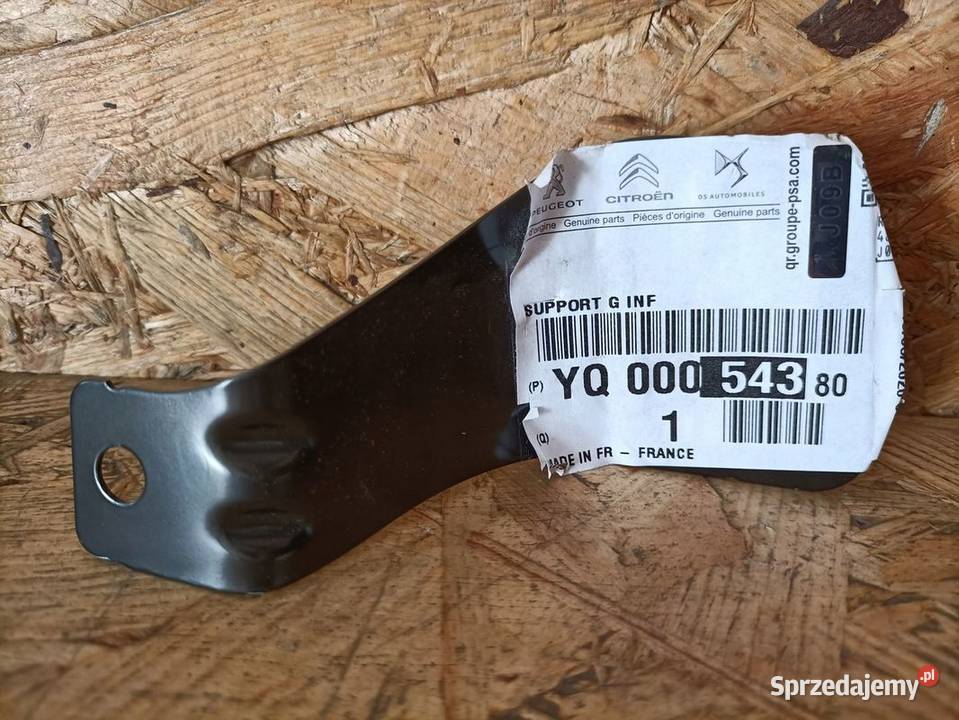 PEUGEOT CITROËN DS AUTOMOBILES
d'origine Genuine parts Pièces d'origine Genuine parts
qr.groupe-psa.com
SUPPORT G INF
(P) YQ 000 543 80
(Q) 1
MADE IN FR - FRANCE
Sprzedajemy.pl